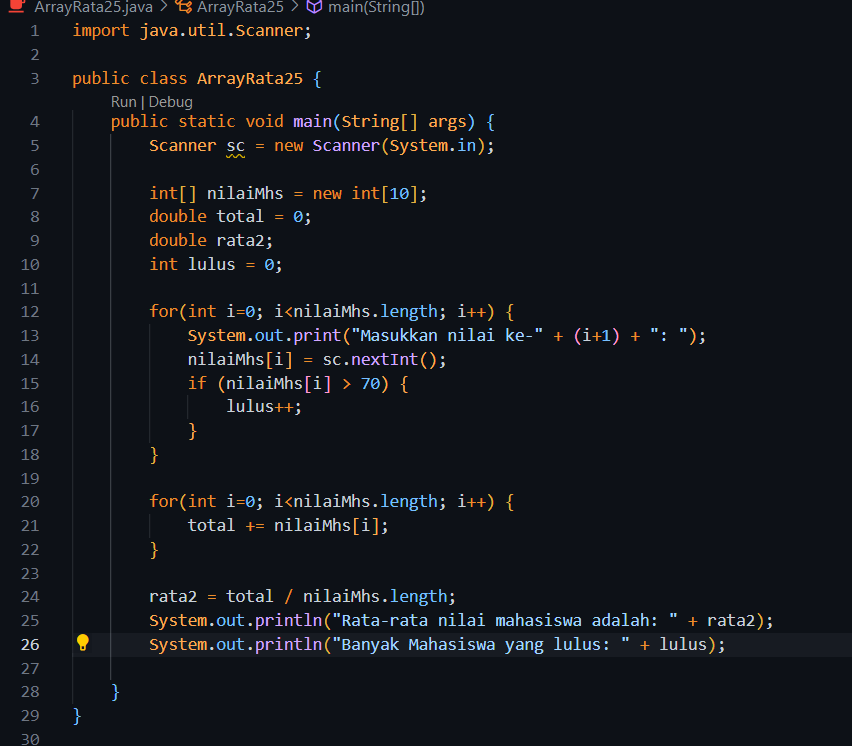 ArrayRata25.java > ArrayRata25 > main(String[])
1 import java.util.Scanner;
2
3 public class ArrayRata25 {
Run | Debug
4 public static void main(String[] args) {
5 Scanner sc = new Scanner(System.in);
6
7 int[] nilaiMhs = new int[10];
8 double total = 0;
9 double rata2;
10 int lulus = 0;
11
12 for(int i=0; i<nilaiMhs.length; i++) {
13 System.out.print("Masukkan nilai ke-" + (i+1) + ": ");
14 nilaiMhs[i] = sc.nextInt();
15 if (nilaiMhs[i] > 70) {
16 lulus++;
17 }
18 }
19
20 for(int i=0; i<nilaiMhs.length; i++) {
21 total += nilaiMhs[i];
22 }
23
24 rata2 = total / nilaiMhs.length;
25 System.out.println("Rata-rata nilai mahasiswa adalah: " + rata2);
26 System.out.println("Banyak Mahasiswa yang lulus: " + lulus);
27
28 }
29 }
30